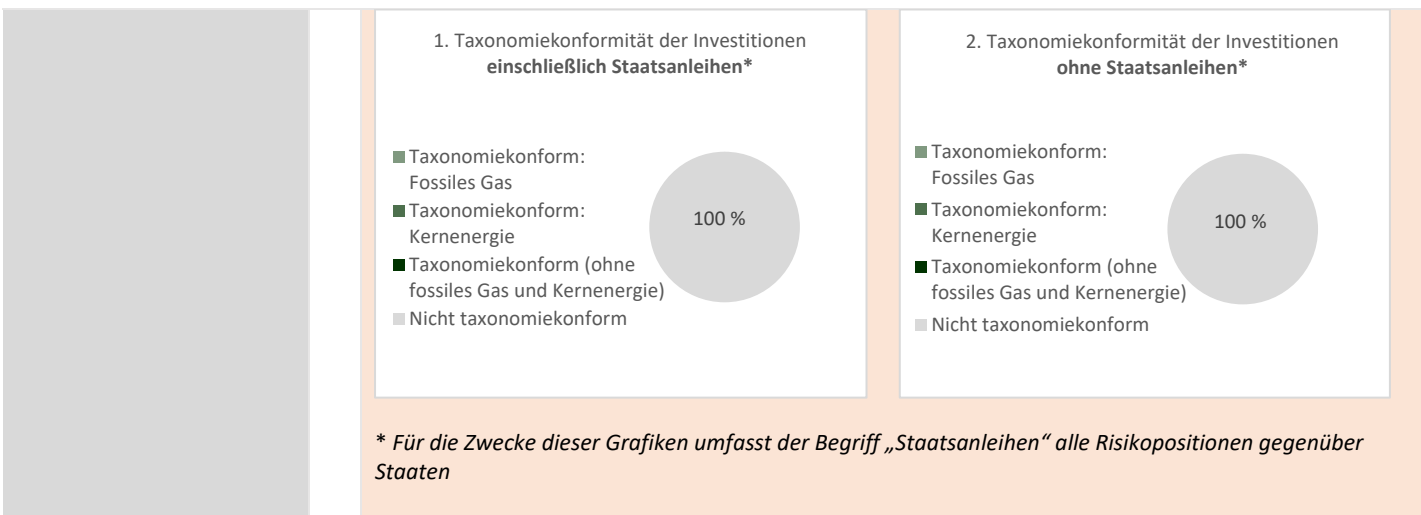 1. Taxonomiekonformität der Investitionen
einschließlich Staatsanleihen*
Taxonomiekonform:
Fossiles Gas
Taxonomiekonform:
Kernenergie
Taxonomiekonform (ohne
fossiles Gas und Kernenergie)
Nicht taxonomiekonform
100 %
2. Taxonomiekonformität der Investitionen
ohne Staatsanleihen*
Taxonomiekonform:
Fossiles Gas
Taxonomiekonform:
Kernenergie
Taxonomiekonform (ohne
fossiles Gas und Kernenergie)
Nicht taxonomiekonform
100 %
* Für die Zwecke dieser Grafiken umfasst der Begriff „Staatsanleihen“ alle Risikopositionen gegenüber
Staaten